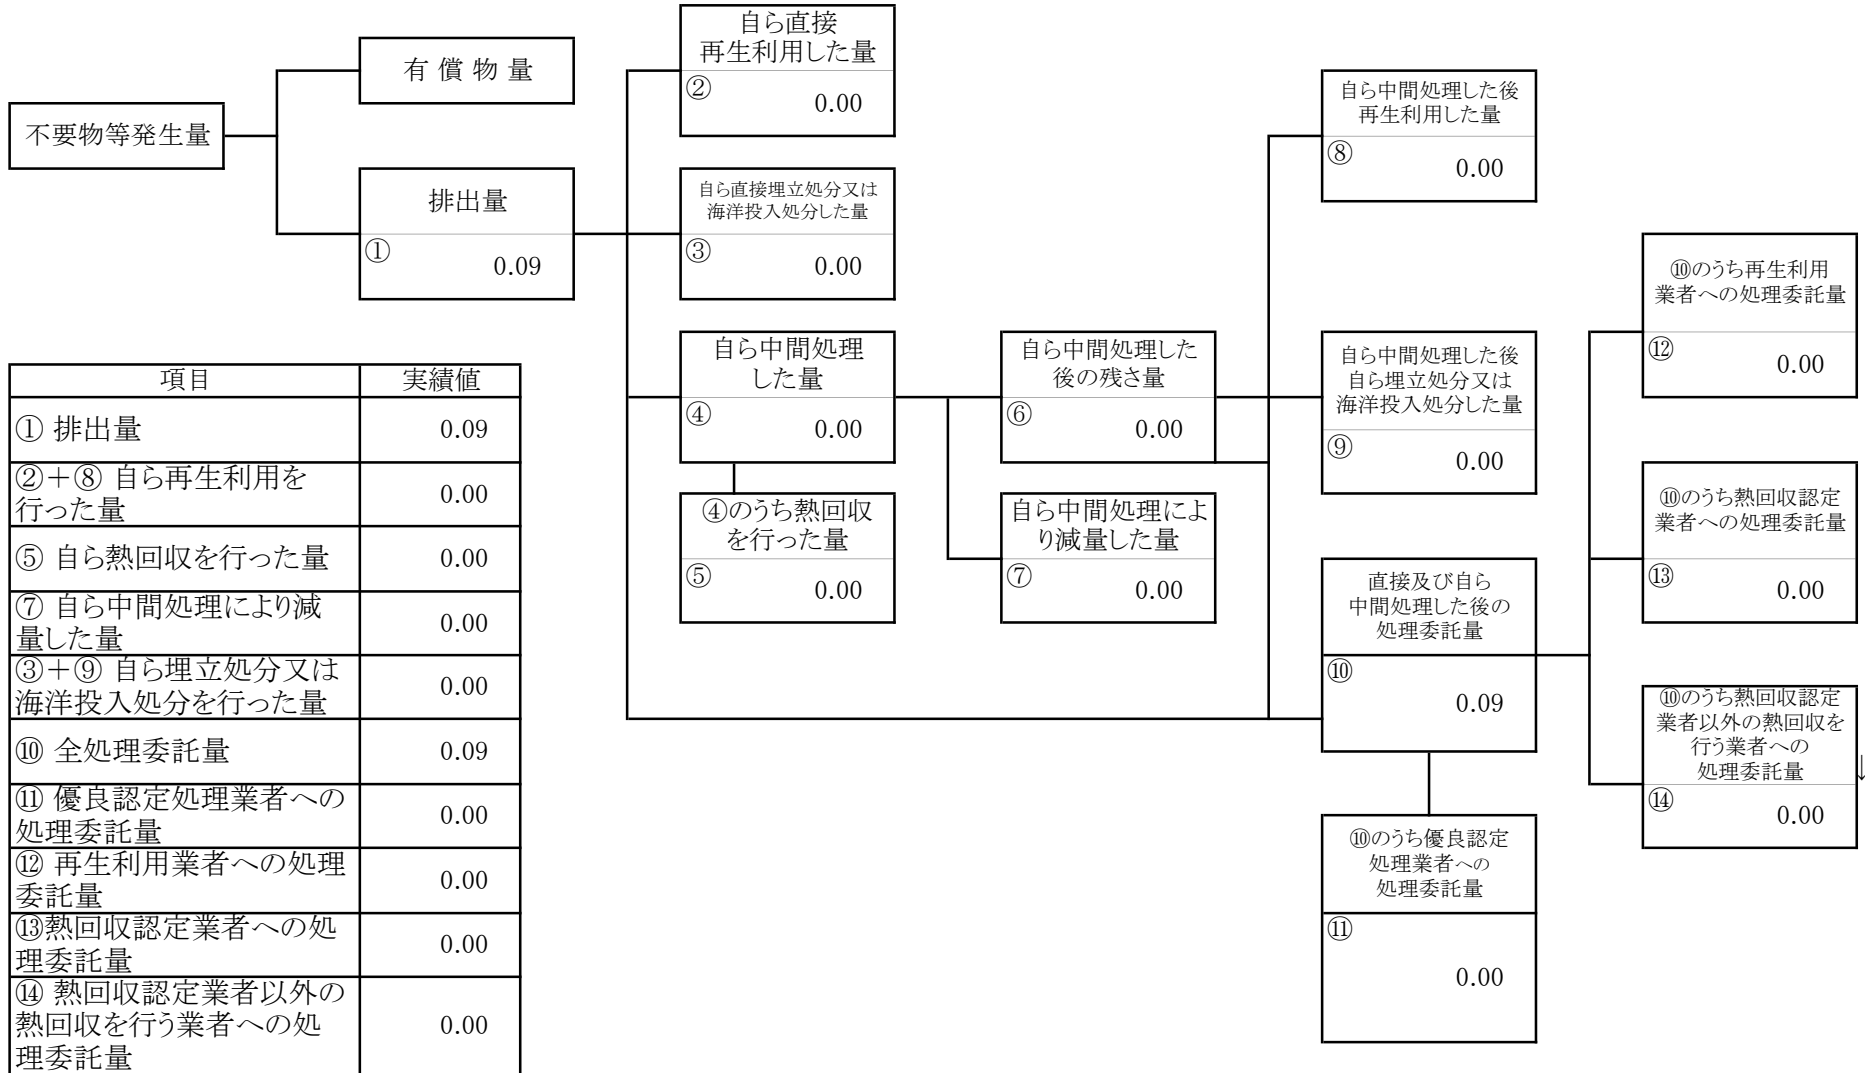 不要物等発生量
有 償 物 量
排出量
①
0.09
自ら直接
再生利用した量
②
0.00
自ら直接埋立処分又は
海洋投入処分した量
③
0.00
自ら中間処理
した量
④
0.00
④のうち熱回収
を行った量
⑤
0.00
自ら中間処理した
後の残さ量
⑥
0.00
自ら中間処理によ
り減量した量
⑦
0.00
自ら中間処理した後
再生利用した量
⑧
0.00
自ら中間処理した後
自ら埋立処分又は
海洋投入処分した量
⑨
0.00
直接及び自ら
中間処理した後の
処理委託量
⑩
0.09
⑩のうち優良認定
処理業者への
処理委託量
⑪
0.00
⑩のうち再生利用
業者への処理委託量
⑫
0.00
⑩のうち熱回収認定
業者への処理委託量
⑬
0.00
⑩のうち熱回収認定
業者以外の熱回収を
行う業者への
処理委託量
↓
⑭
0.00
項目 実績値
① 排出量 0.09
②＋⑧ 自ら再生利用を
行った量 0.00
⑤ 自ら熱回収を行った量 0.00
⑦ 自ら中間処理により減
量した量 0.00
③＋⑨ 自ら埋立処分又は
海洋投入処分を行った量 0.00
⑩ 全処理委託量 0.09
⑪ 優良認定処理業者への
処理委託量 0.00
⑫ 再生利用業者への処理
委託量 0.00
⑬熱回収認定業者への処
理委託量 0.00
⑭ 熱回収認定業者以外の
熱回収を行う業者への処
理委託量 0.00